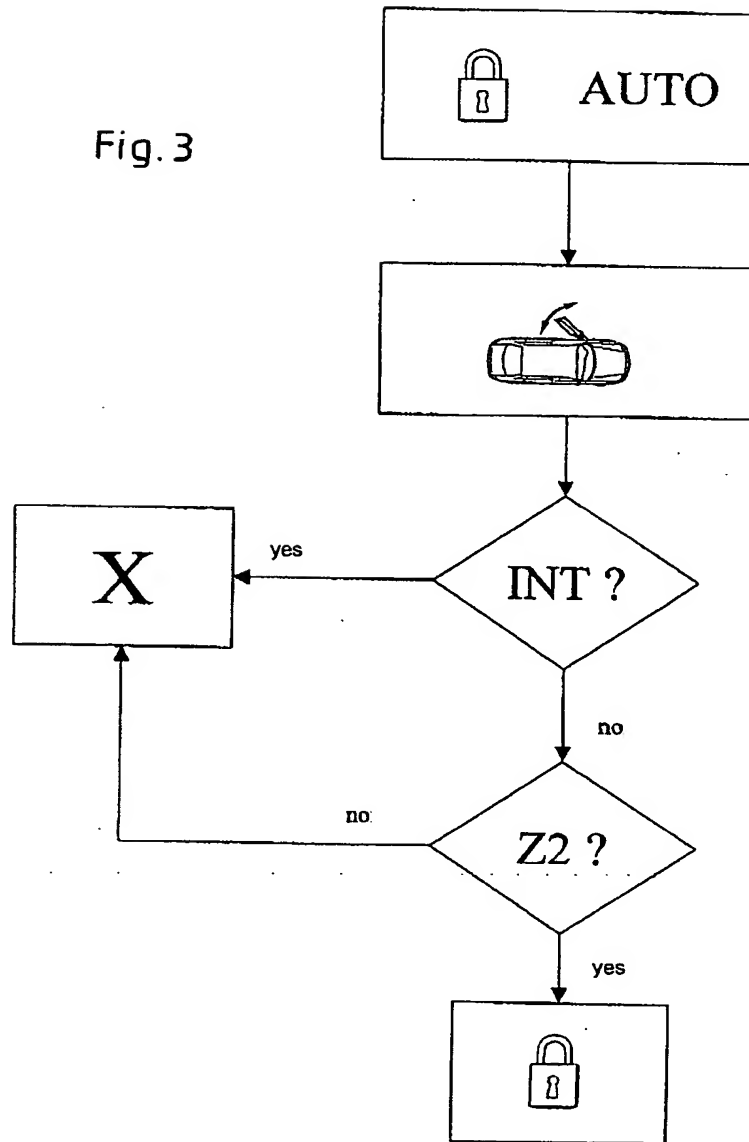 AUTO
Fig. 3
X
yes
INT ?
no
no
Z2 ?
yes